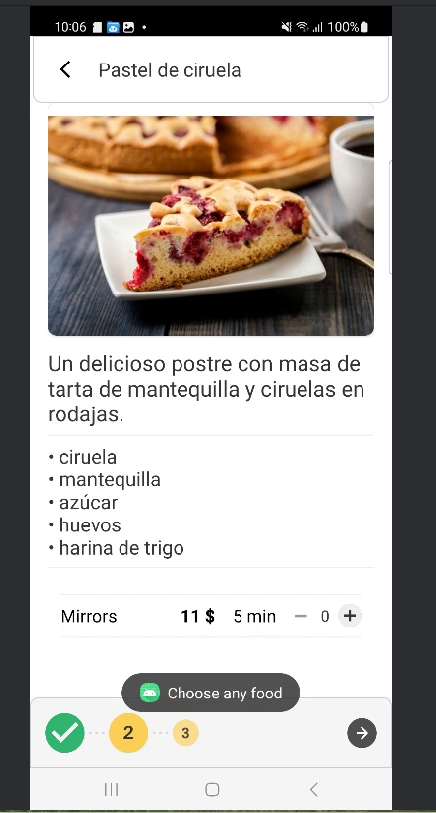 10:06
100%
Pastel de ciruela
Un delicioso postre con masa de
tarta de mantequilla y ciruelas en
rodajas.
• ciruela
• mantequilla
• azúcar
• huevos
• harina de trigo
Mirrors 11 $ 5 min − 0 +
Choose any food
2 3